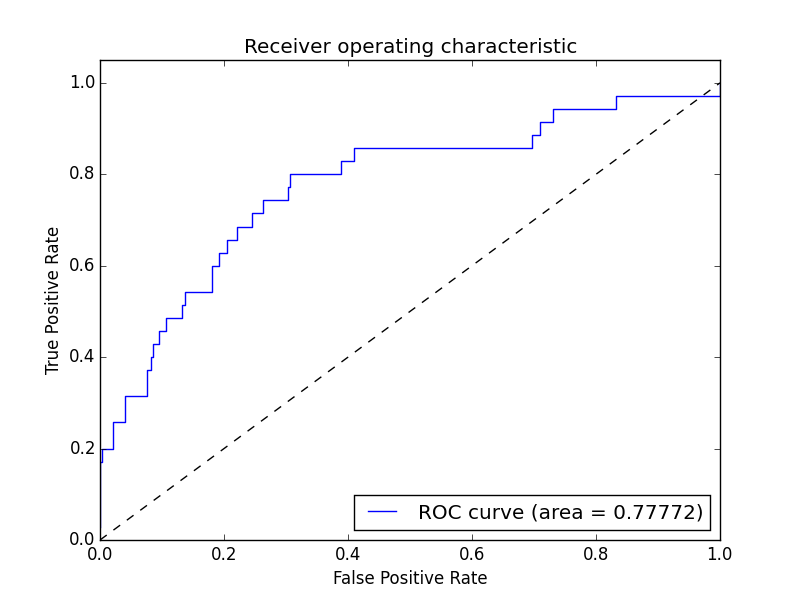 Receiver operating characteristic
True Positive Rate
1.0
0.8
0.6
0.4
0.2
0.0
ROC curve (area = 0.77772)
0.0 0.2 0.4 0.6 0.8 1.0
False Positive Rate